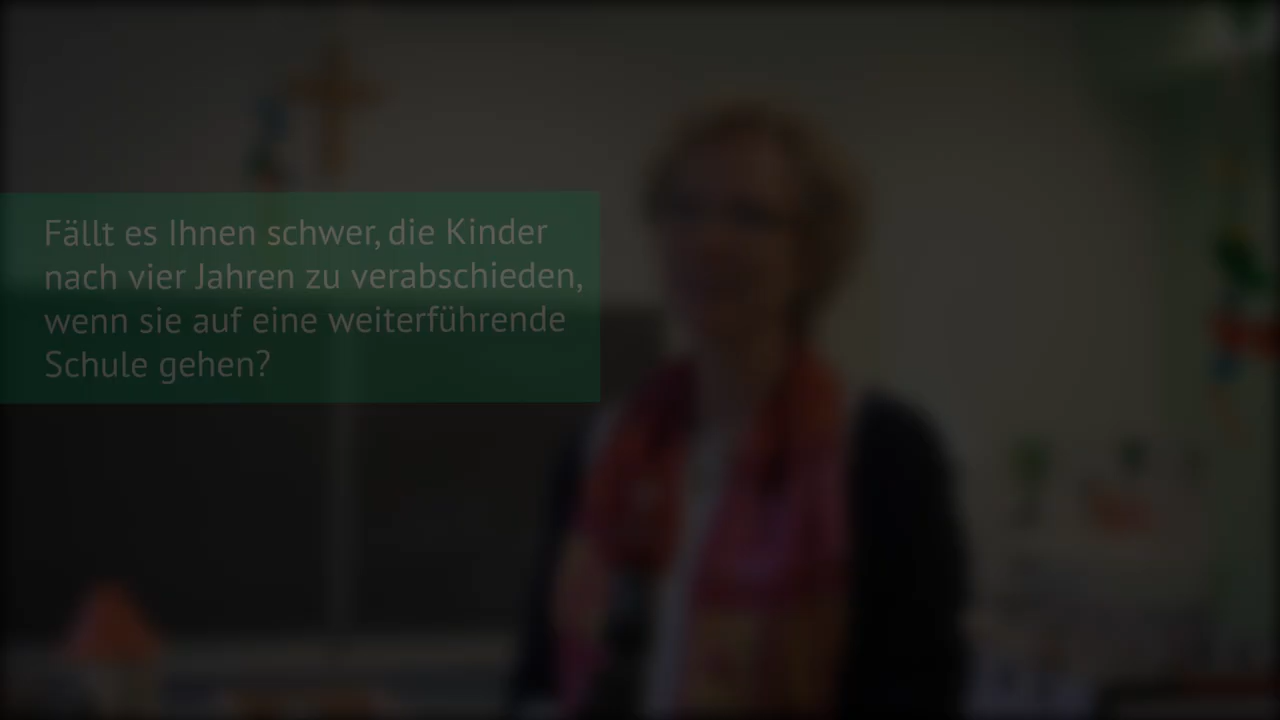 Fällt es Ihnen schwer, die Kinder
nach vier Jahren zu verabschieden,
wenn sie auf eine weiterführende
Schule gehen?